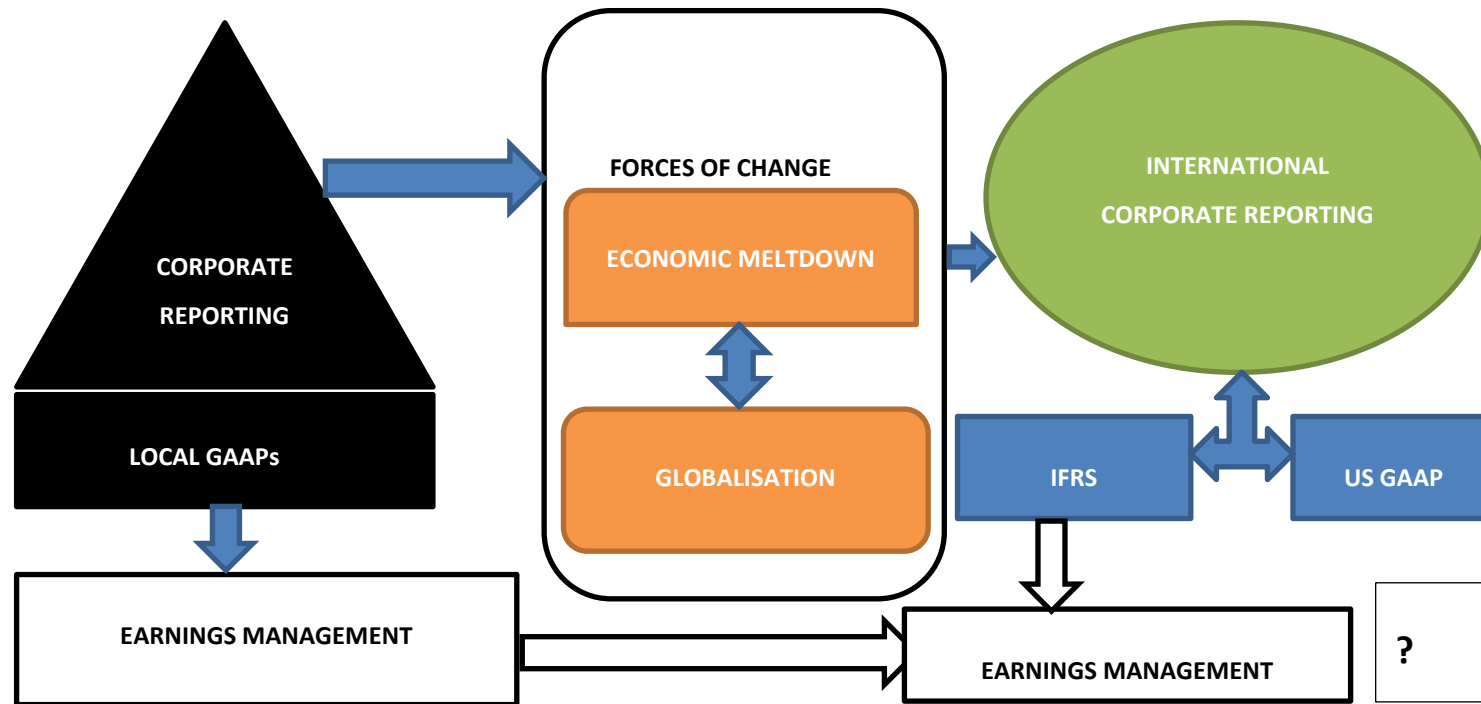 FORCES OF CHANGE
INTERNATIONAL
CORPORATE REPORTING
CORPORATE
REPORTING
ECONOMIC MELTDOWN
LOCAL GAAPs
GLOBALISATION
IFRS
US GAAP
EARNINGS MANAGEMENT
EARNINGS MANAGEMENT
?